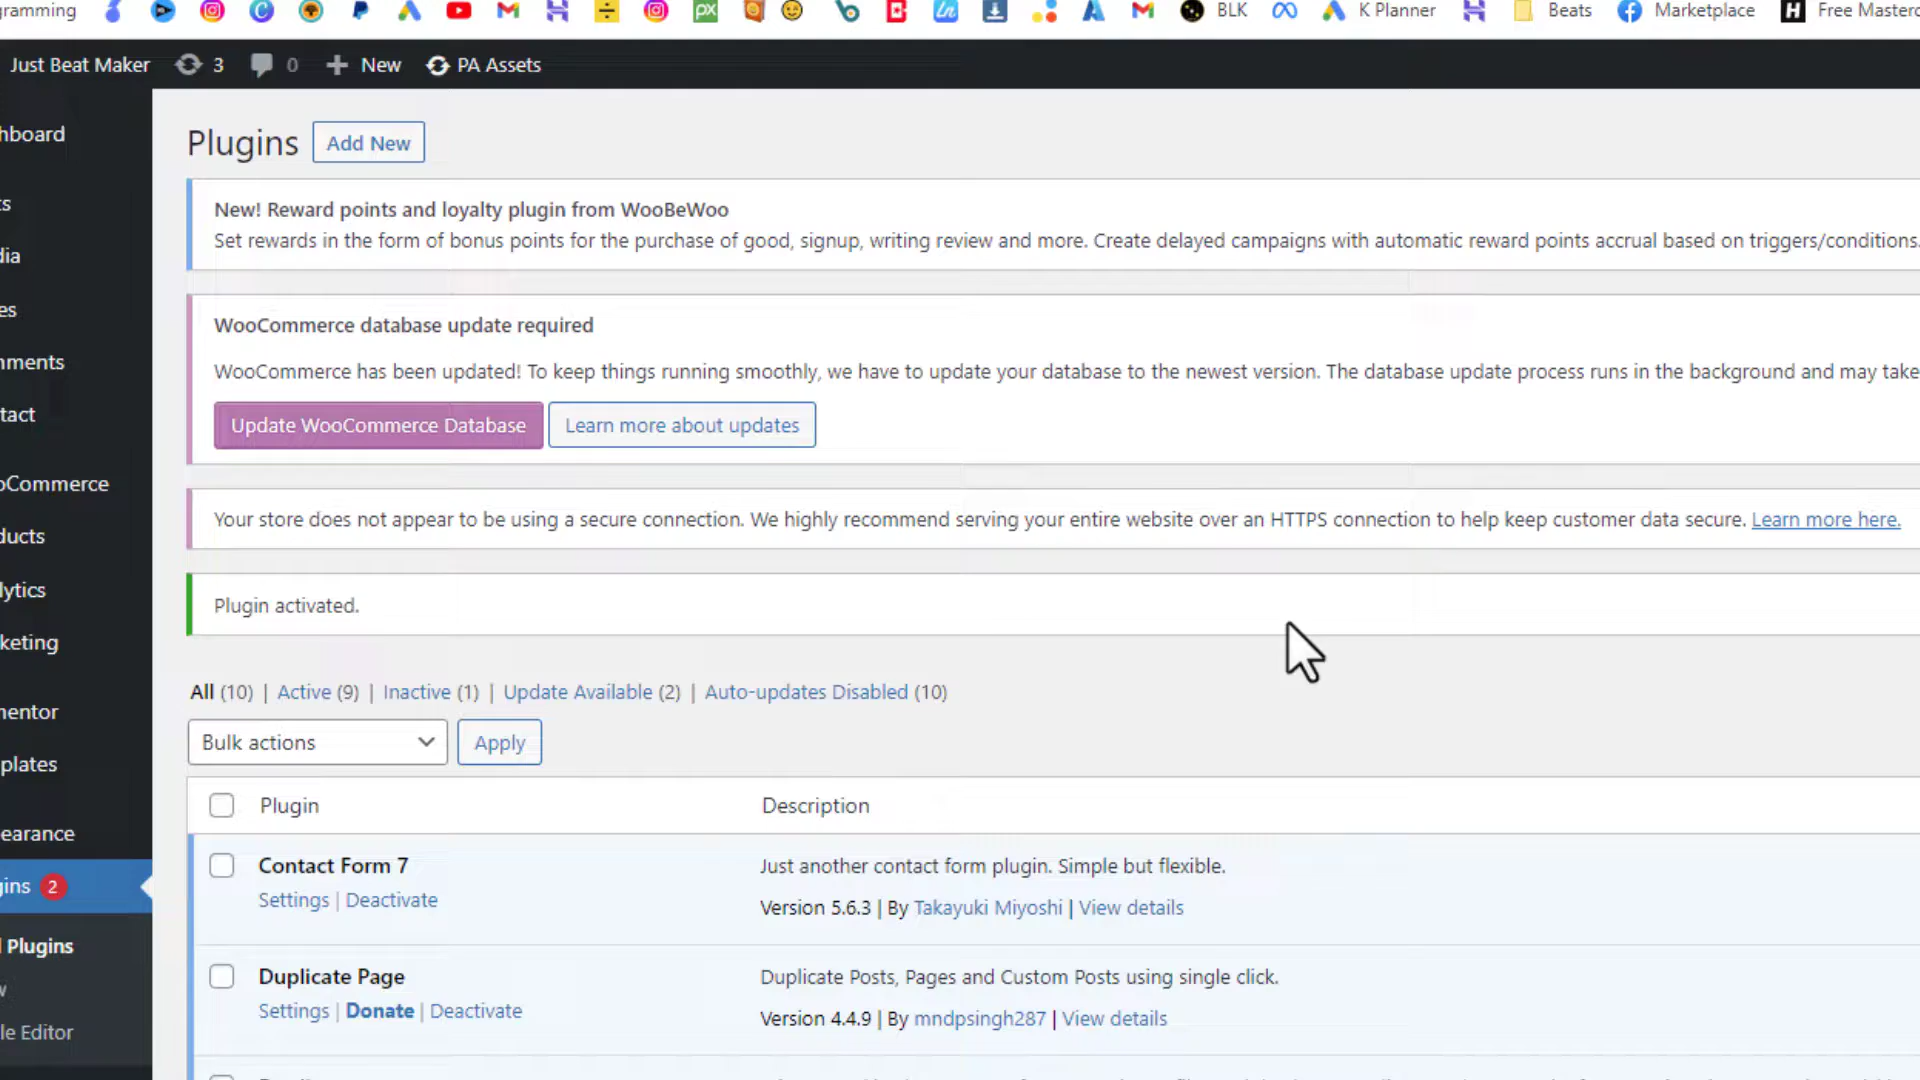 gramming BLK K Planner Beats Marketplace Free Masterc
Just Beat Maker 3 0 New PA Assets
hboard
ts
dia
es
mments
tact
oCommerce
ducts
lytics
keting
mentor
plates
earance
gins 2
Plugins
le Editor
Plugins Add New
New! Reward points and loyalty plugin from WooBeWoo
Set rewards in the form of bonus points for the purchase of good, signup, writing review and more. Create delayed campaigns with automatic reward points accrual based on triggers/conditions.
WooCommerce database update required
WooCommerce has been updated! To keep things running smoothly, we have to update your database to the newest version. The database update process runs in the background and may take
Update WooCommerce Database Learn more about updates
Your store does not appear to be using a secure connection. We highly recommend serving your entire website over an HTTPS connection to help keep customer data secure. Learn more here.
Plugin activated.
All (10) | Active (9) | Inactive (1) | Update Available (2) | Auto-updates Disabled (10)
Bulk actions Apply
Plugin Description
Contact Form 7 Just another contact form plugin. Simple but flexible.
Settings | Deactivate Version 5.6.3 | By Takayuki Miyoshi | View details
Duplicate Page Duplicate Posts, Pages and Custom Posts using single click.
Settings | Donate | Deactivate Version 4.4.9 | By mndpsingh287 | View details